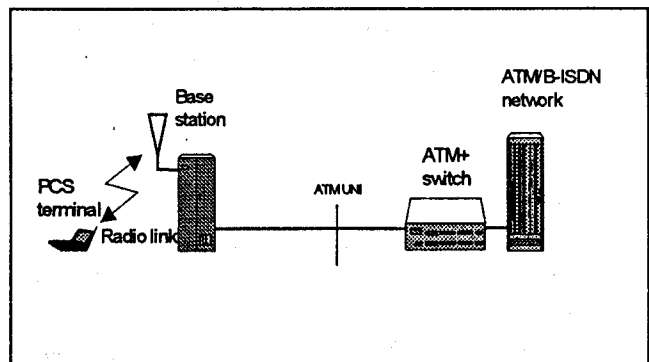 ATM/B-ISDN
network
Base
station
ATM+
switch
PCS
terminal
ATM UNI
Radio link